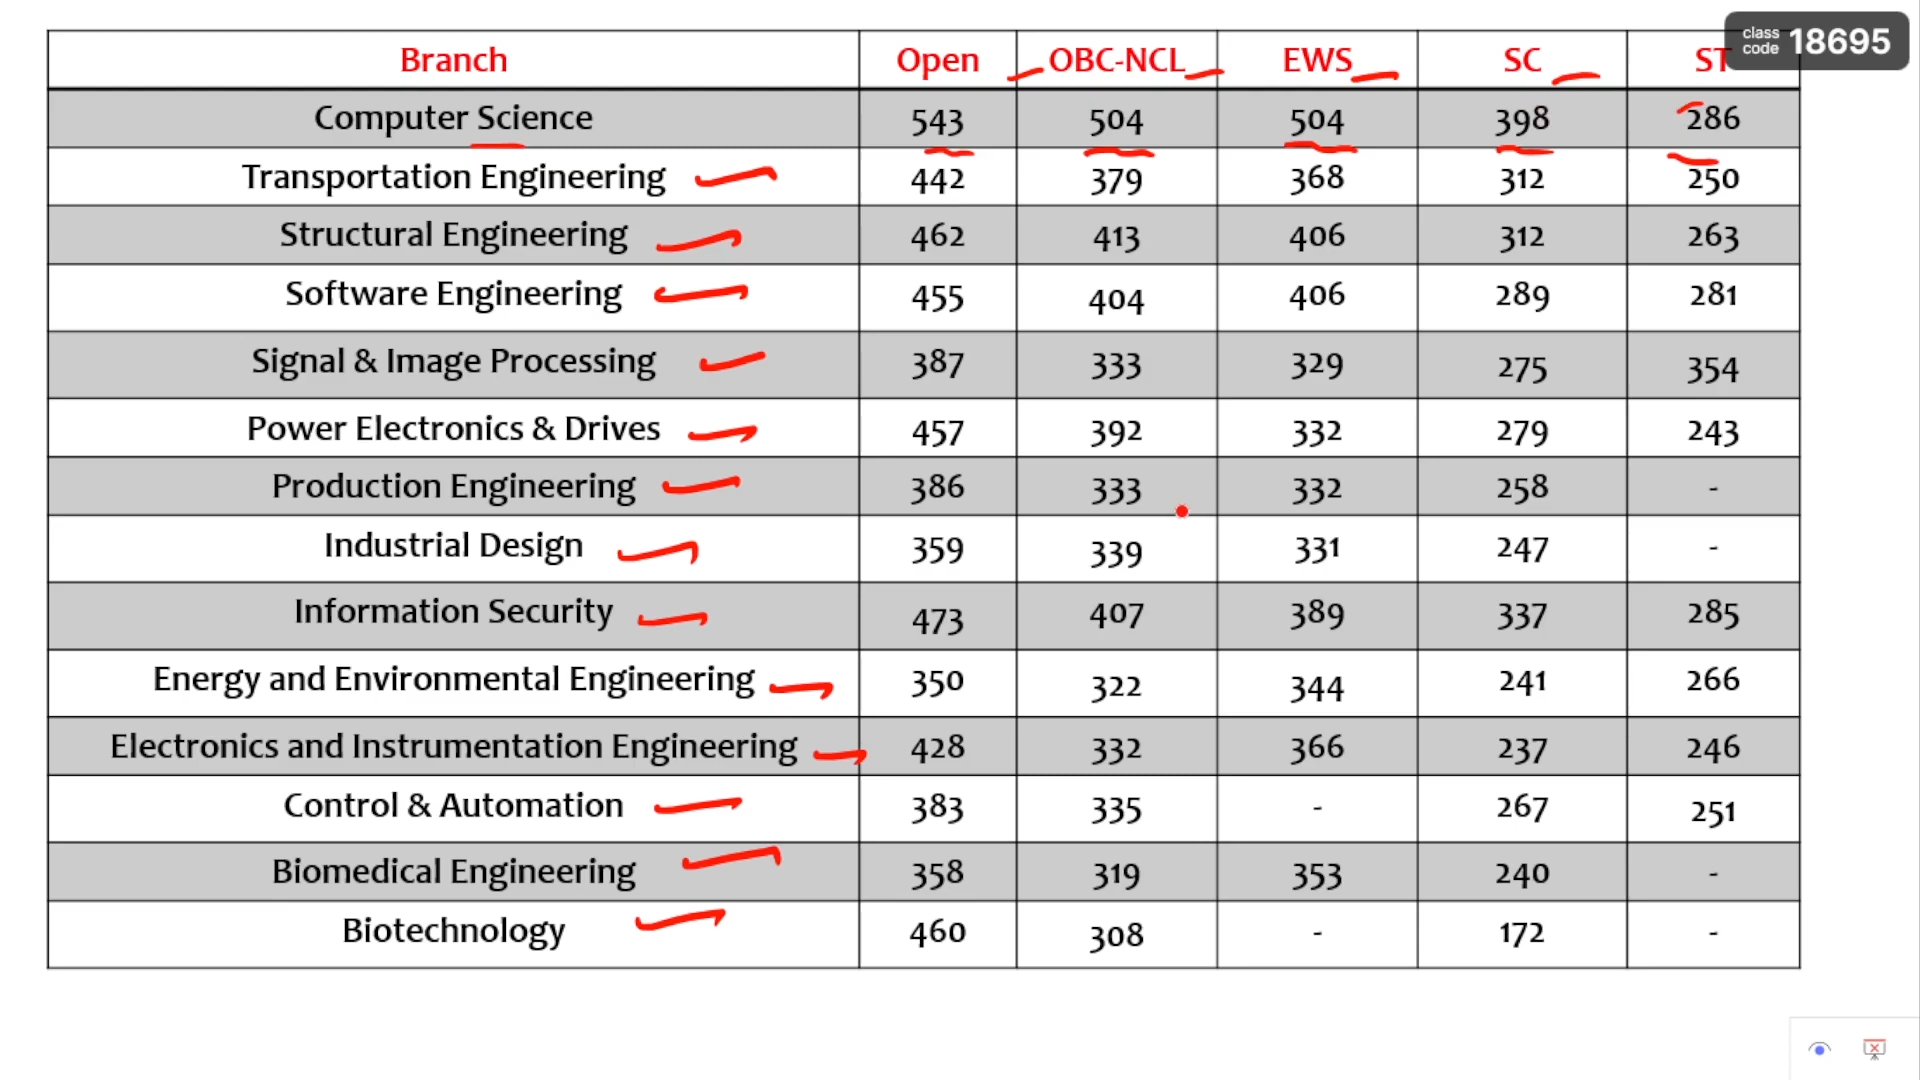 class code 18695
Branch Open OBC-NCL EWS SC ST
Computer Science 543 504 504 398 286
Transportation Engineering 442 379 368 312 250
Structural Engineering 462 413 406 312 263
Software Engineering 455 404 406 289 281
Signal & Image Processing 387 333 329 275 354
Power Electronics & Drives 457 392 332 279 243
Production Engineering 386 333 332 258 -
Industrial Design 359 339 331 247 -
Information Security 473 407 389 337 285
Energy and Environmental Engineering 350 322 344 241 266
Electronics and Instrumentation Engineering 428 332 366 237 246
Control & Automation 383 335 - 267 251
Biomedical Engineering 358 319 353 240 -
Biotechnology 460 308 - 172 -